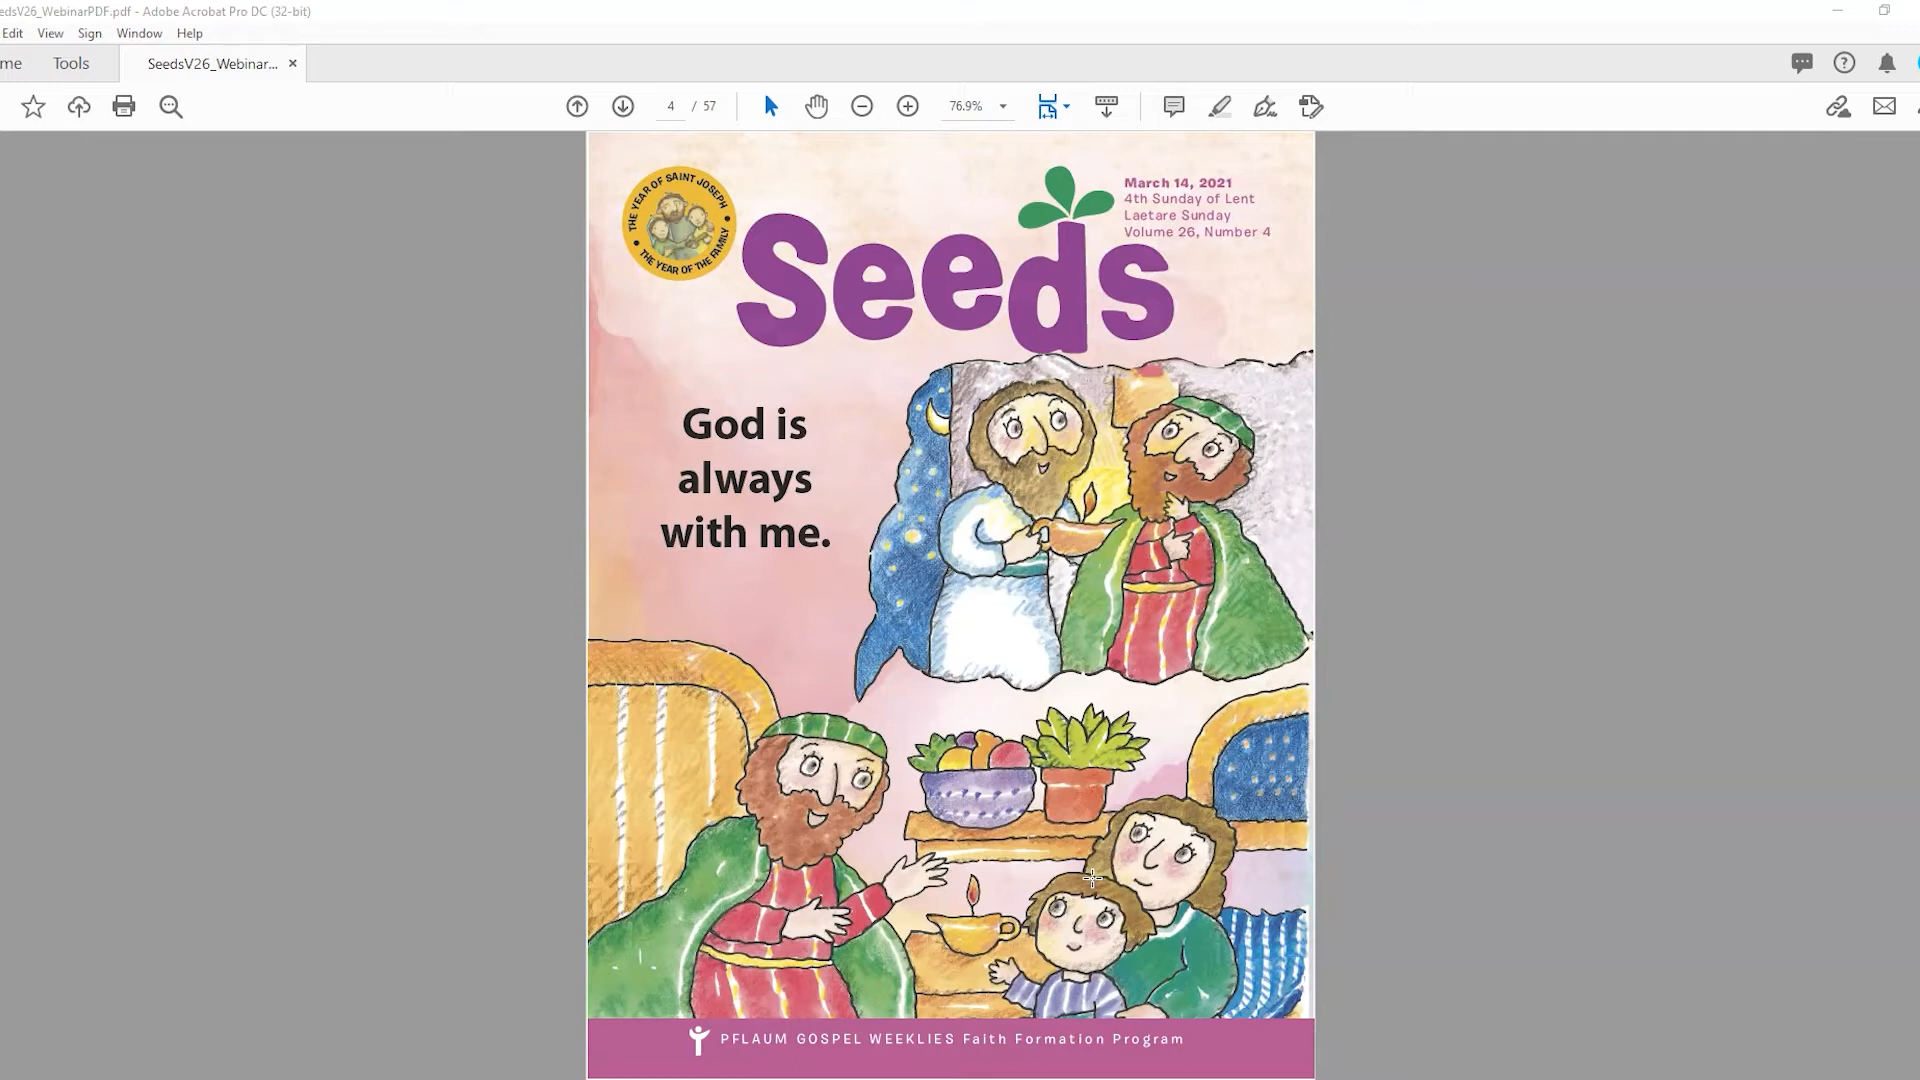 edsV26_WebinarPDF.pdf - Adobe Acrobat Pro DC (32-bit)
Edit View Sign Window Help
me Tools SeedsV26_Webinar... ×
4 / 57 76.9%
THE YEAR OF SAINT JOSEPH
THE YEAR OF THE FAMILY
Seeds
March 14, 2021
4th Sunday of Lent
Laetare Sunday
Volume 26, Number 4
God is
always
with me.
PFLAUM GOSPEL WEEKLIES Faith Formation Program